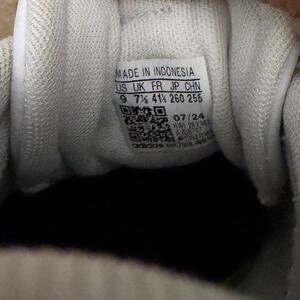 MADE IN INDONESIA
US UK FR JP CHN
9 7½ 41⅓ 260 255
07/24
adidas